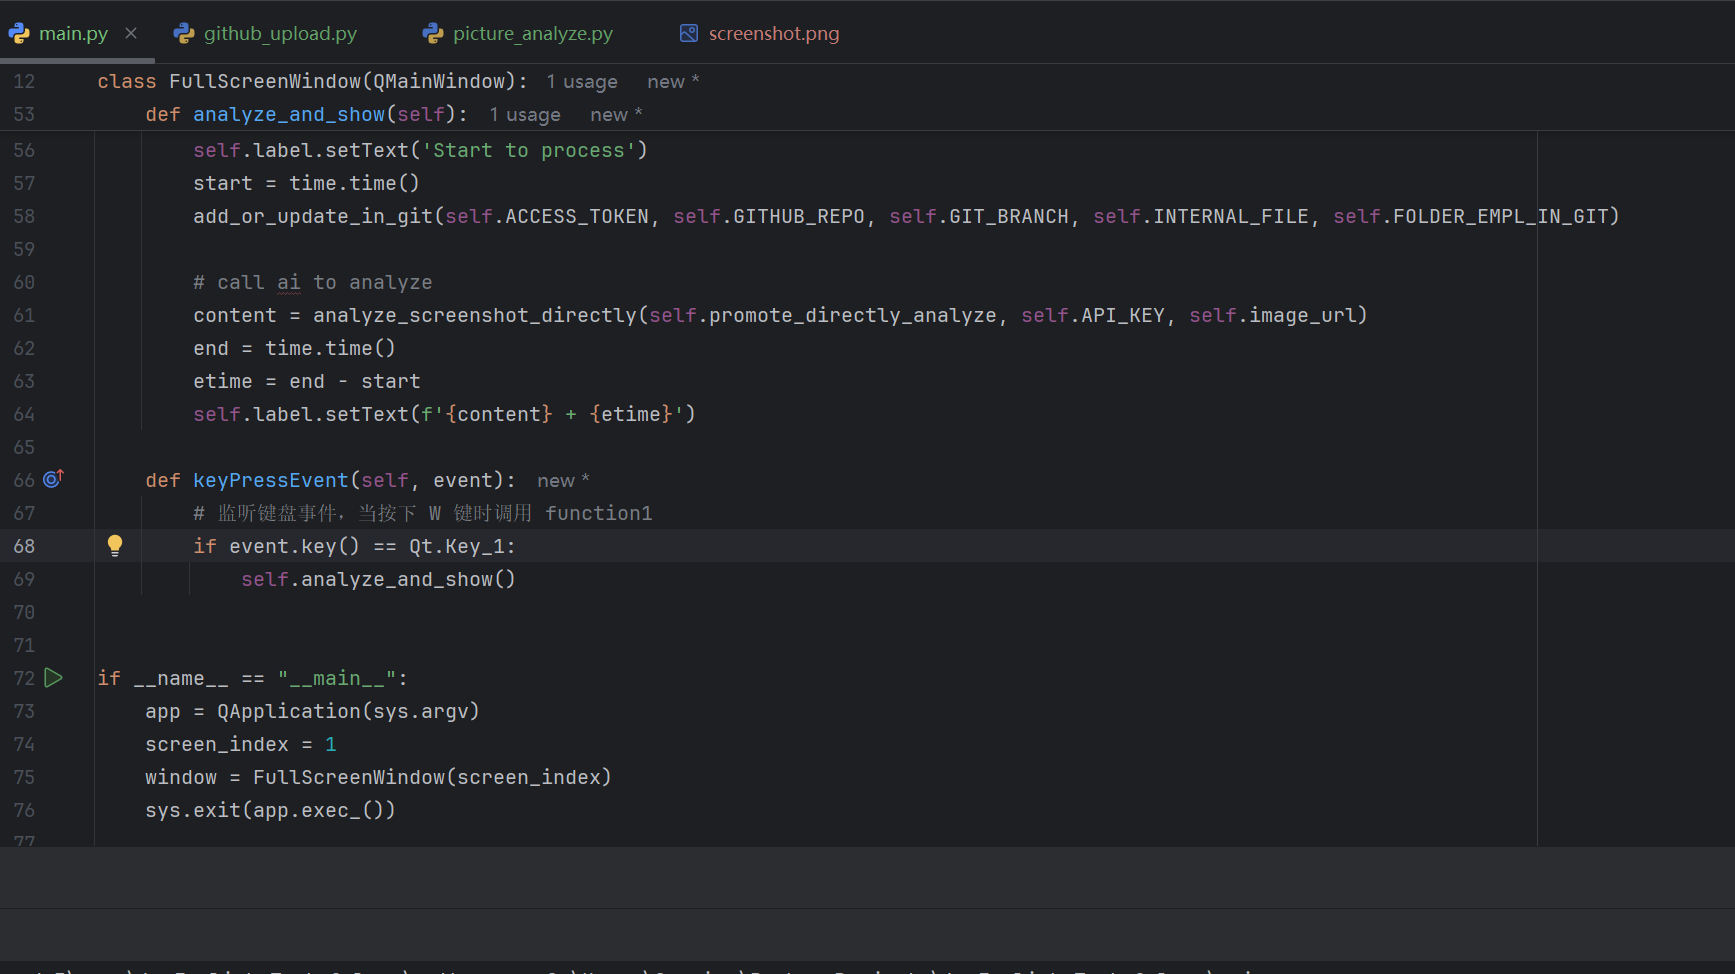 main.py github_upload.py picture_analyze.py screenshot.png
12 class FullScreenWindow(QMainWindow): 1 usage new *
53 def analyze_and_show(self): 1 usage new *
56 self.label.setText('Start to process')
57 start = time.time()
58 add_or_update_in_git(self.ACCESS_TOKEN, self.GITHUB_REPO, self.GIT_BRANCH, self.INTERNAL_FILE, self.FOLDER_EMPL_IN_GIT)
59
60 # call ai to analyze
61 content = analyze_screenshot_directly(self.promote_directly_analyze, self.API_KEY, self.image_url)
62 end = time.time()
63 etime = end - start
64 self.label.setText(f'{content} + {etime}')
65
66 def keyPressEvent(self, event): new *
67 # 监听键盘事件，当按下 W 键时调用 function1
68 if event.key() == Qt.Key_1:
69 self.analyze_and_show()
70
71
72 if __name__ == "__main__":
73 app = QApplication(sys.argv)
74 screen_index = 1
75 window = FullScreenWindow(screen_index)
76 sys.exit(app.exec_())
77